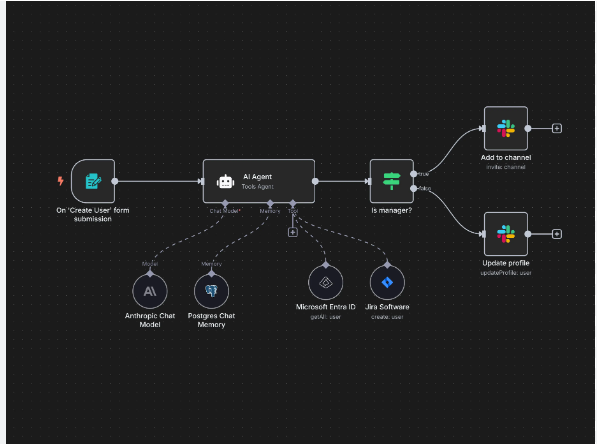 Add to channel
invite: channel
AI Agent
Tools Agent
true
false
On 'Create User' form
submission
Chat Model*
Memory
Tool
Is manager?
Update profile
updateProfile: user
Model
Memory
Anthropic Chat
Model
Postgres Chat
Memory
Microsoft Entra ID
getAll: user
Jira Software
create: user